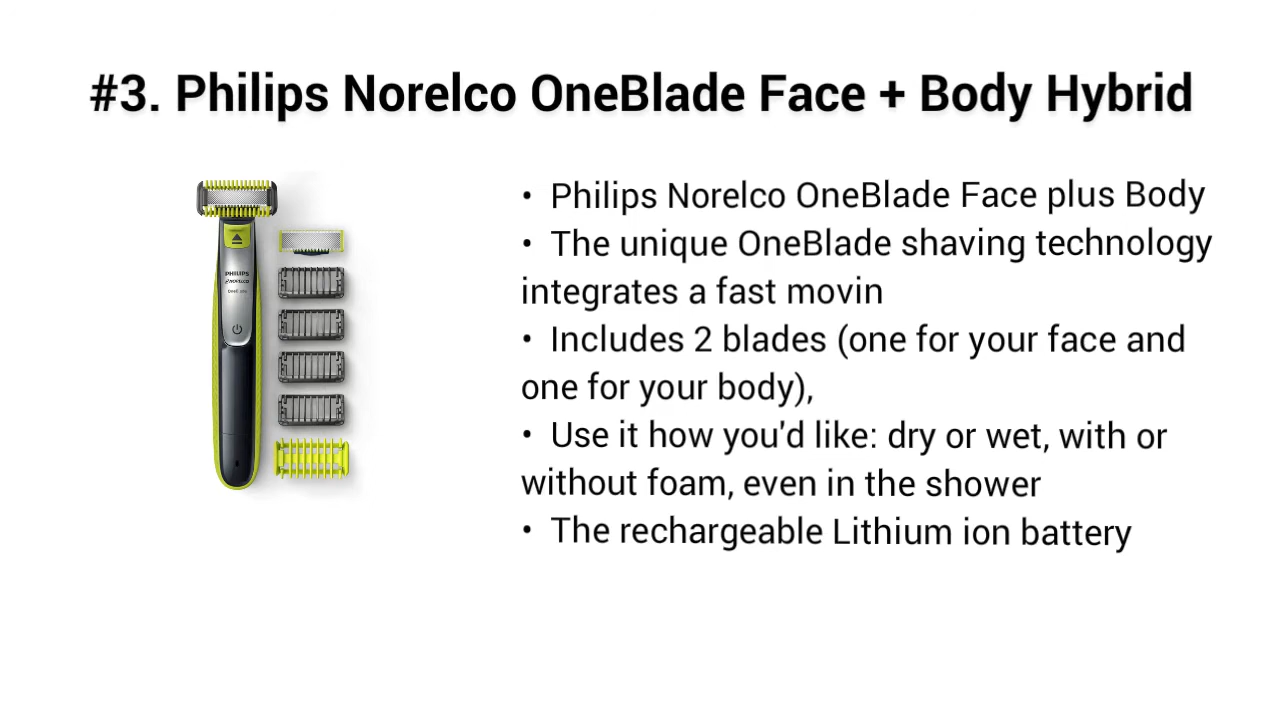 #3. Philips Norelco OneBlade Face + Body Hybrid
PHILIPS
NORELCO
• Philips Norelco OneBlade Face plus Body
• The unique OneBlade shaving technology
integrates a fast movin
• Includes 2 blades (one for your face and
one for your body),
• Use it how you'd like: dry or wet, with or
without foam, even in the shower
• The rechargeable Lithium ion battery